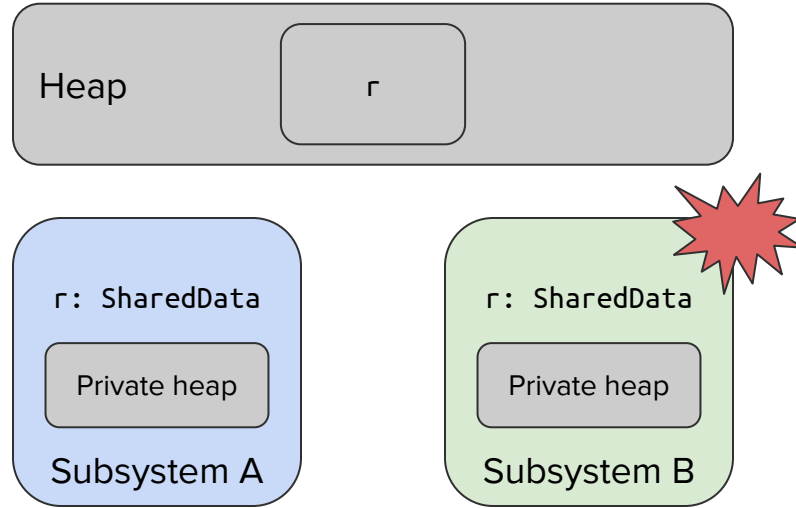 Heap
r
r: SharedData
r: SharedData
Private heap
Private heap
Subsystem A
Subsystem B